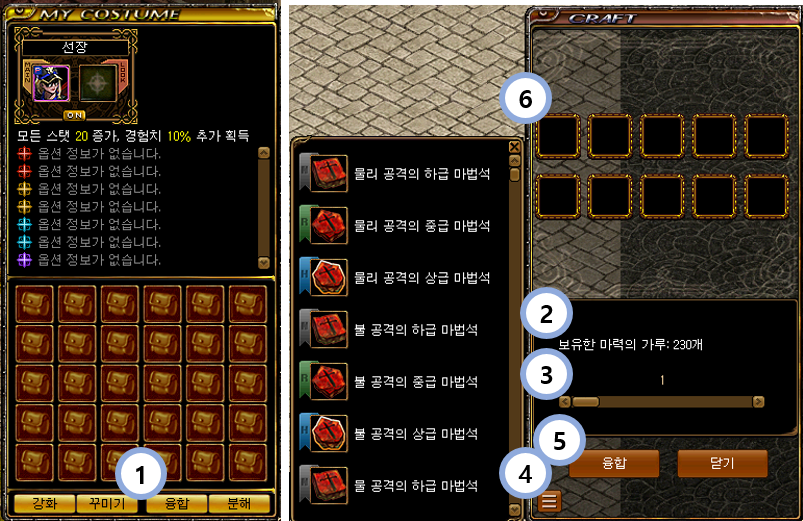 MY COSTUME
선장
MAIN
LOOK
ON
모든 스탯 20 증가, 경험치 10% 추가 획득
옵션 정보가 없습니다.
옵션 정보가 없습니다.
옵션 정보가 없습니다.
옵션 정보가 없습니다.
옵션 정보가 없습니다.
옵션 정보가 없습니다.
옵션 정보가 없습니다.
1
강화 꾸미기 융합 분해
N 물리 공격의 하급 마법석
R 물리 공격의 중급 마법석
H 물리 공격의 상급 마법석
N 불 공격의 하급 마법석
R 불 공격의 중급 마법석
H 불 공격의 상급 마법석
N 물 공격의 하급 마법석
CRAFT
6
2
보유한 마력의 가루: 230개
3
1
5
융합 닫기
4